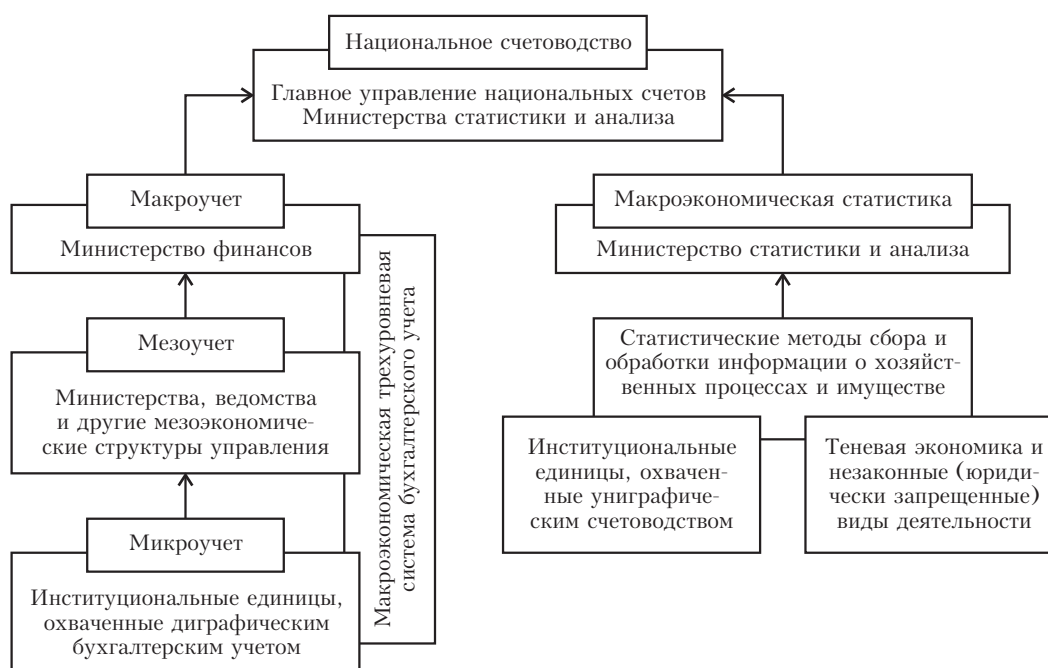 Национальное счетоводство
Главное управление национальных счетов
Министерства статистики и анализа
Макроучет
Министерство финансов
Мезоучет
Министерства, ведомства
и другие мезоэкономиче-
ские структуры управления
Микроучет
Институциональные единицы,
охваченные диграфическим
бухгалтерским учетом
Макроэкономическая трехуровневая
система бухгалтерского учета
Макроэкономическая статистика
Министерство статистики и анализа
Статистические методы сбора и
обработки информации о хозяйст-
венных процессах и имуществе
Институциональные
единицы, охвачен-
ные униграфиче-
ским счетоводством
Теневая экономика и
незаконные (юриди-
чески запрещенные)
виды деятельности